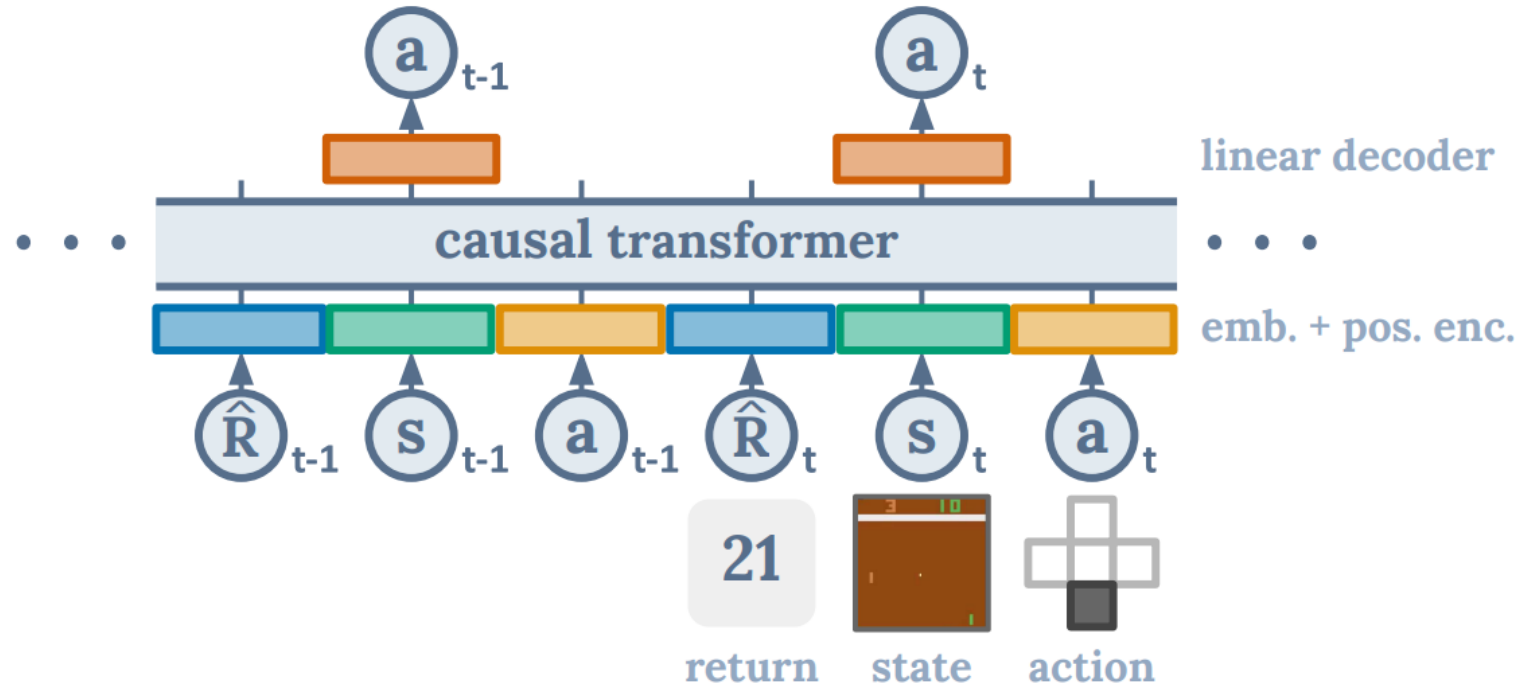 a t-1 a t
linear decoder
• • • causal transformer • • •
emb. + pos. enc.
R̂ t-1 s t-1 a t-1 R̂ t s t a t
3 10
21
return state action